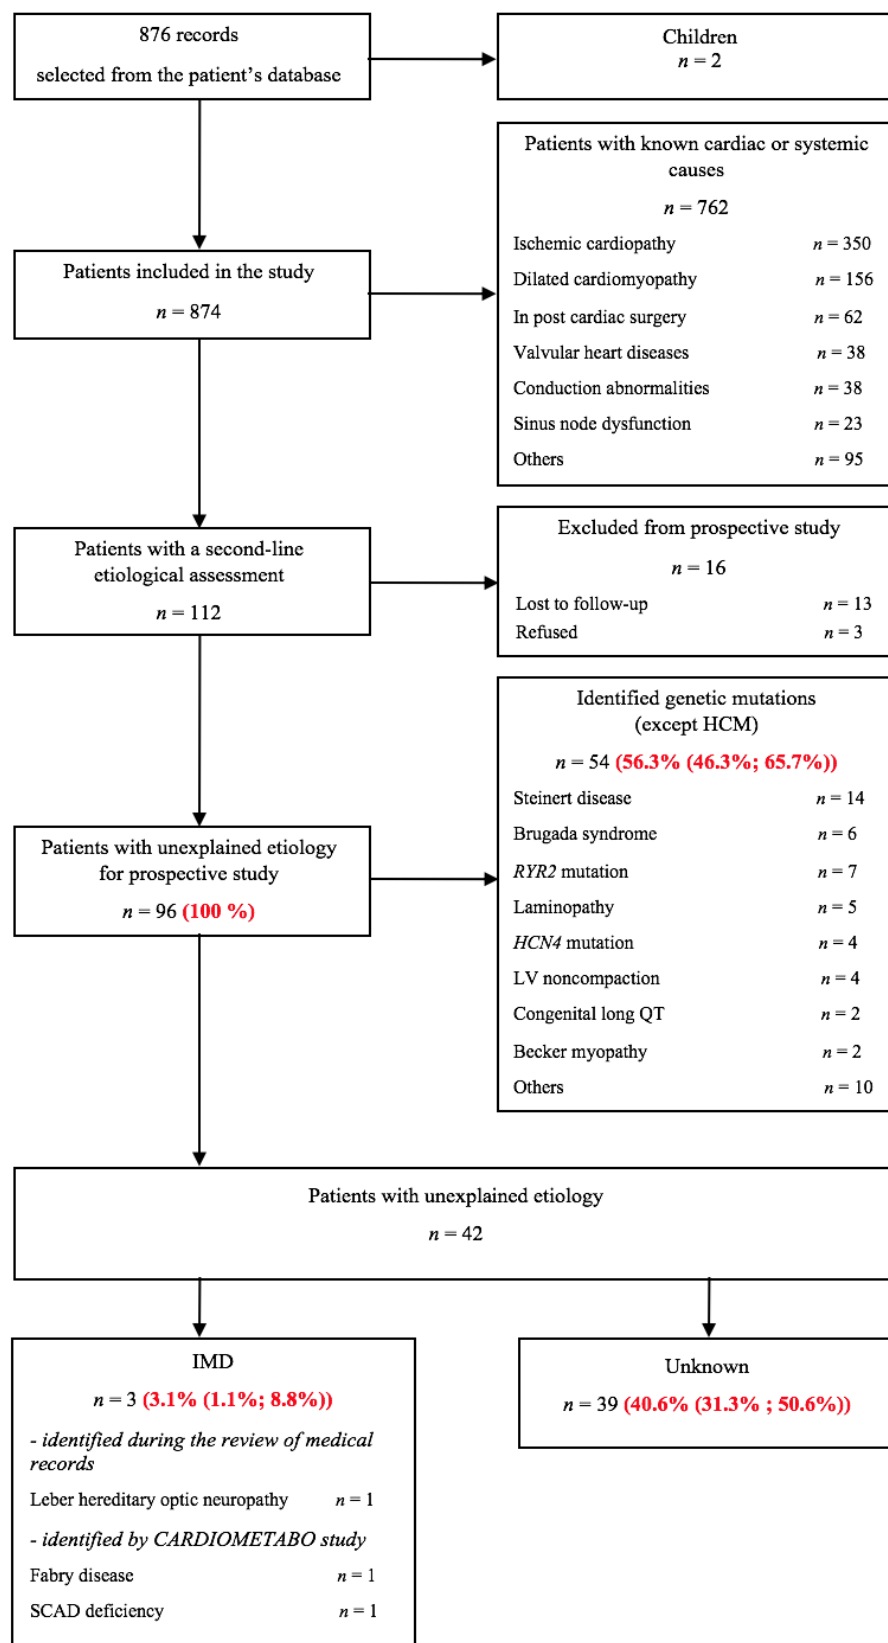 876 records
selected from the patient's database
Children
n = 2
Patients with known cardiac or systemic
causes
n = 762
Ischemic cardiopathy n = 350
Dilated cardiomyopathy n = 156
In post cardiac surgery n = 62
Valvular heart diseases n = 38
Conduction abnormalities n = 38
Sinus node dysfunction n = 23
Others n = 95
Patients included in the study
n = 874
Patients with a second-line
etiological assessment
n = 112
Excluded from prospective study
n = 16
Lost to follow-up n = 13
Refused n = 3
Identified genetic mutations
(except HCM)
n = 54 (56.3% (46.3%; 65.7%))
Steinert disease n = 14
Brugada syndrome n = 6
RYR2 mutation n = 7
Laminopathy n = 5
HCN4 mutation n = 4
LV noncompaction n = 4
Congenital long QT n = 2
Becker myopathy n = 2
Others n = 10
Patients with unexplained etiology
for prospective study
n = 96 (100 %)
Patients with unexplained etiology
n = 42
IMD
n = 3 (3.1% (1.1%; 8.8%))
- identified during the review of medical
records
Leber hereditary optic neuropathy n = 1
- identified by CARDIOMETABO study
Fabry disease n = 1
SCAD deficiency n = 1
Unknown
n = 39 (40.6% (31.3% ; 50.6%))